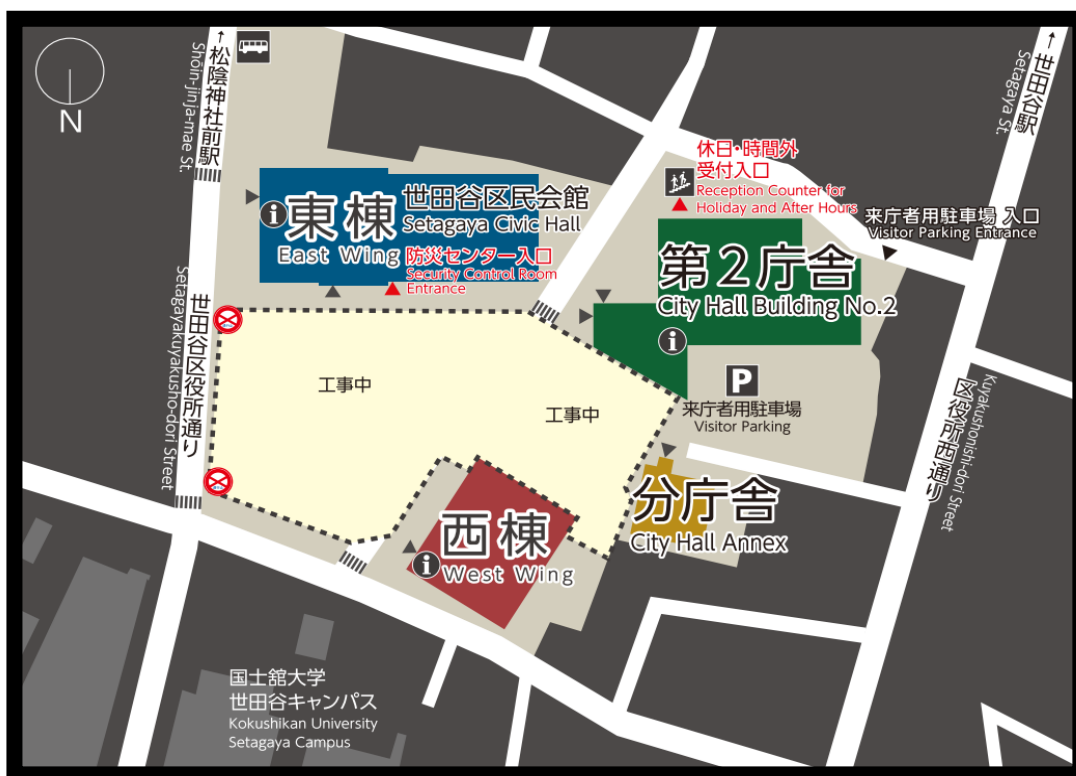 N
↑松陰神社前駅
Shōin-jinja-mae St.
↑世田谷駅
Setagaya St.
休日・時間外
受付入口
Reception Counter for
Holiday and After Hours
来庁者用駐車場 入口
Visitor Parking Entrance
東棟
East Wing
世田谷区民会館
Setagaya Civic Hall
防災センター入口
Security Control Room
Entrance
第2庁舎
City Hall Building No.2
世田谷区役所通り
Setagayakuyakusho-dori Street
工事中
工事中
P
来庁者用駐車場
Visitor Parking
区役所西通り
Kuyakushonishi-dori Street
分庁舎
City Hall Annex
西棟
West Wing
国士舘大学
世田谷キャンパス
Kokushikan University
Setagaya Campus